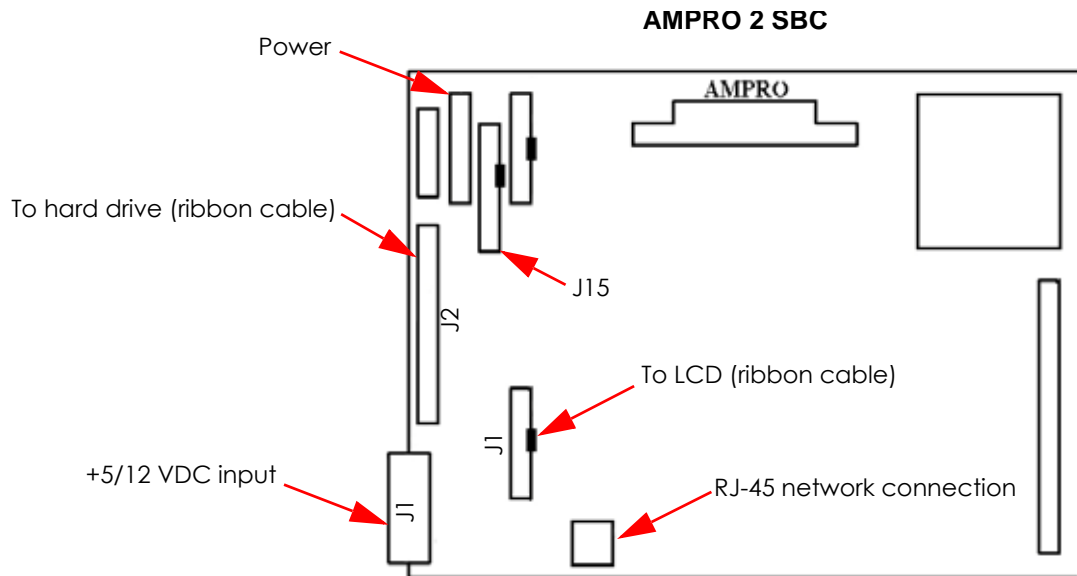 AMPRO 2 SBC
Power
AMPRO
To hard drive (ribbon cable)
J15
J2
To LCD (ribbon cable)
J1
+5/12 VDC input
RJ-45 network connection
J1